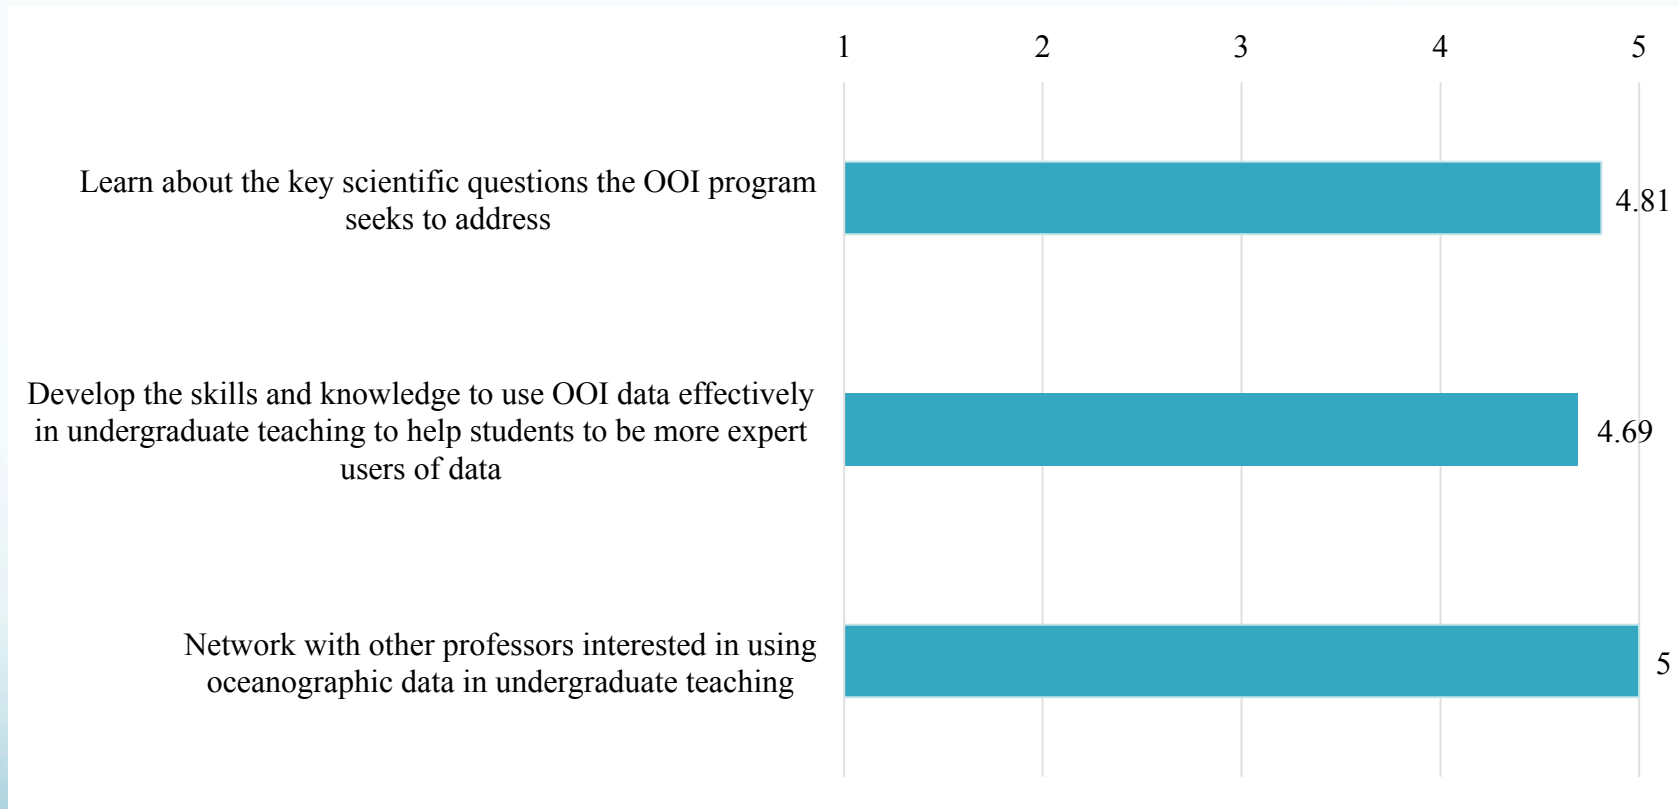 1 2 3 4 5
Learn about the key scientific questions the OOI program
seeks to address
4.81
Develop the skills and knowledge to use OOI data effectively
in undergraduate teaching to help students to be more expert
users of data
4.69
Network with other professors interested in using
oceanographic data in undergraduate teaching
5